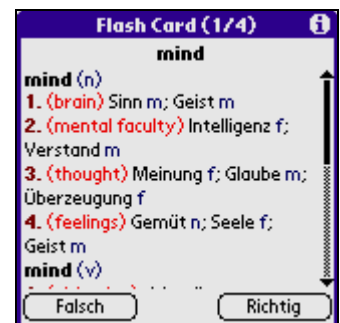 Flash Card (1/4)
mind
mind (n)
1. (brain) Sinn m; Geist m
2. (mental faculty) Intelligenz f;
Verstand m
3. (thought) Meinung f; Glaube m;
Überzeugung f
4. (feelings) Gemüt n; Seele f;
Geist m
mind (v)
Falsch
Richtig